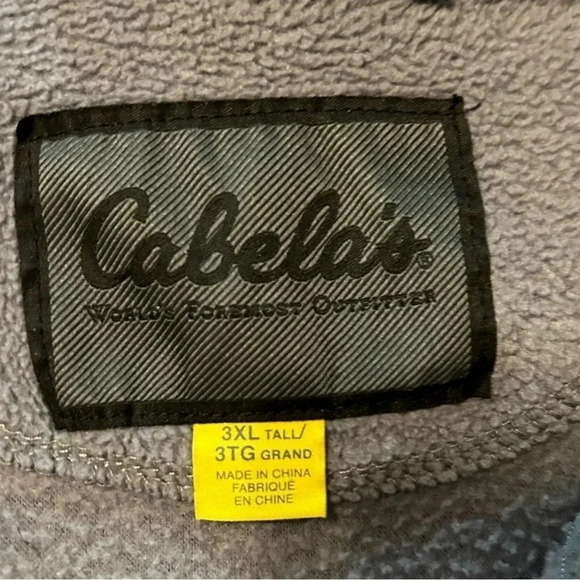 Cabela's®
WORLD'S FOREMOST OUTFITTER
3XL TALL/
3TG GRAND
MADE IN CHINA
FABRIQUÉ
EN CHINE